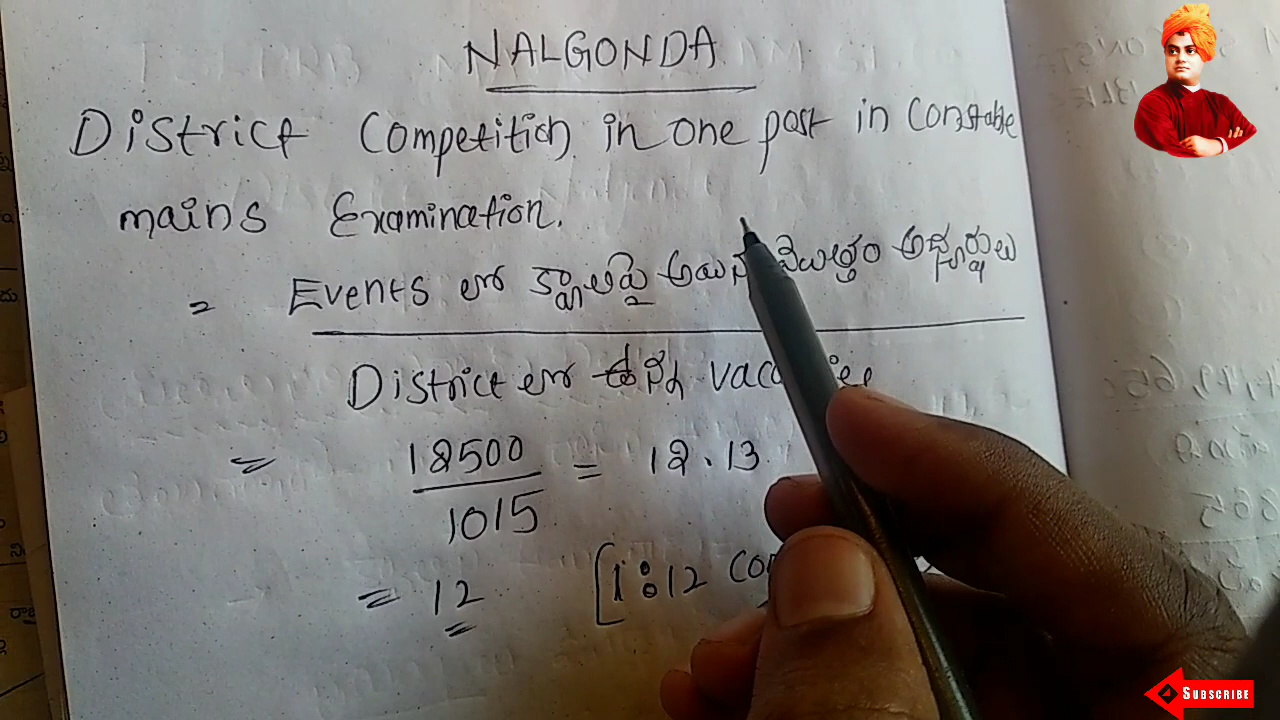 NALGONDA
District Competition in one post in Constable
mains Examination.
= Events లో క్వాలిఫై అయిన మొత్తం అభ్యర్థులు
District లో ఉన్న vacancies
= 12500 = 12.13
1015
= 12 [1:12
SUBSCRIBE